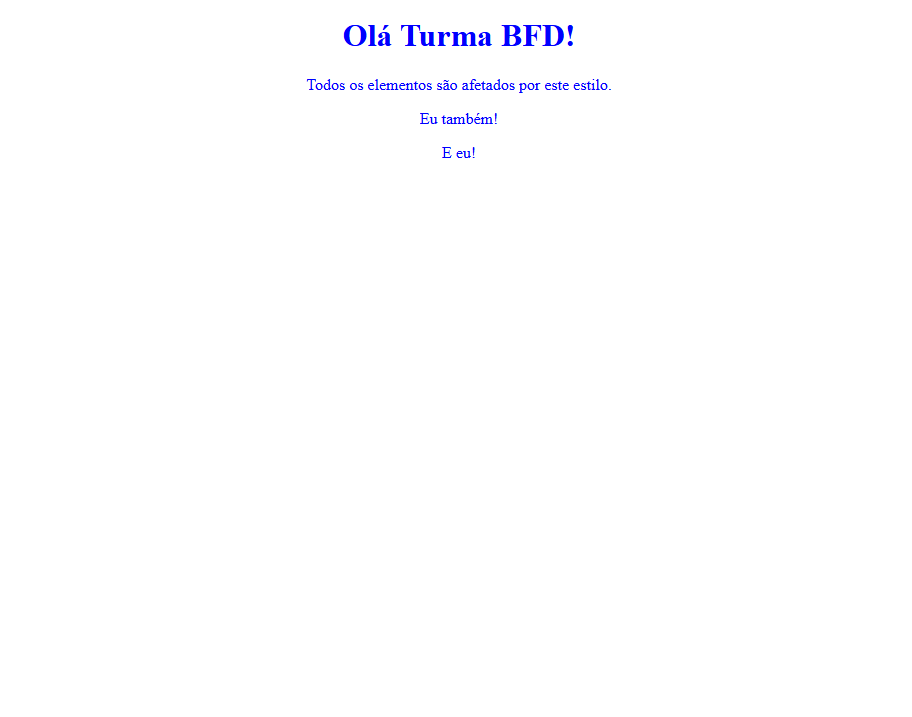 Olá Turma BFD!
Todos os elementos são afetados por este estilo.
Eu também!
E eu!